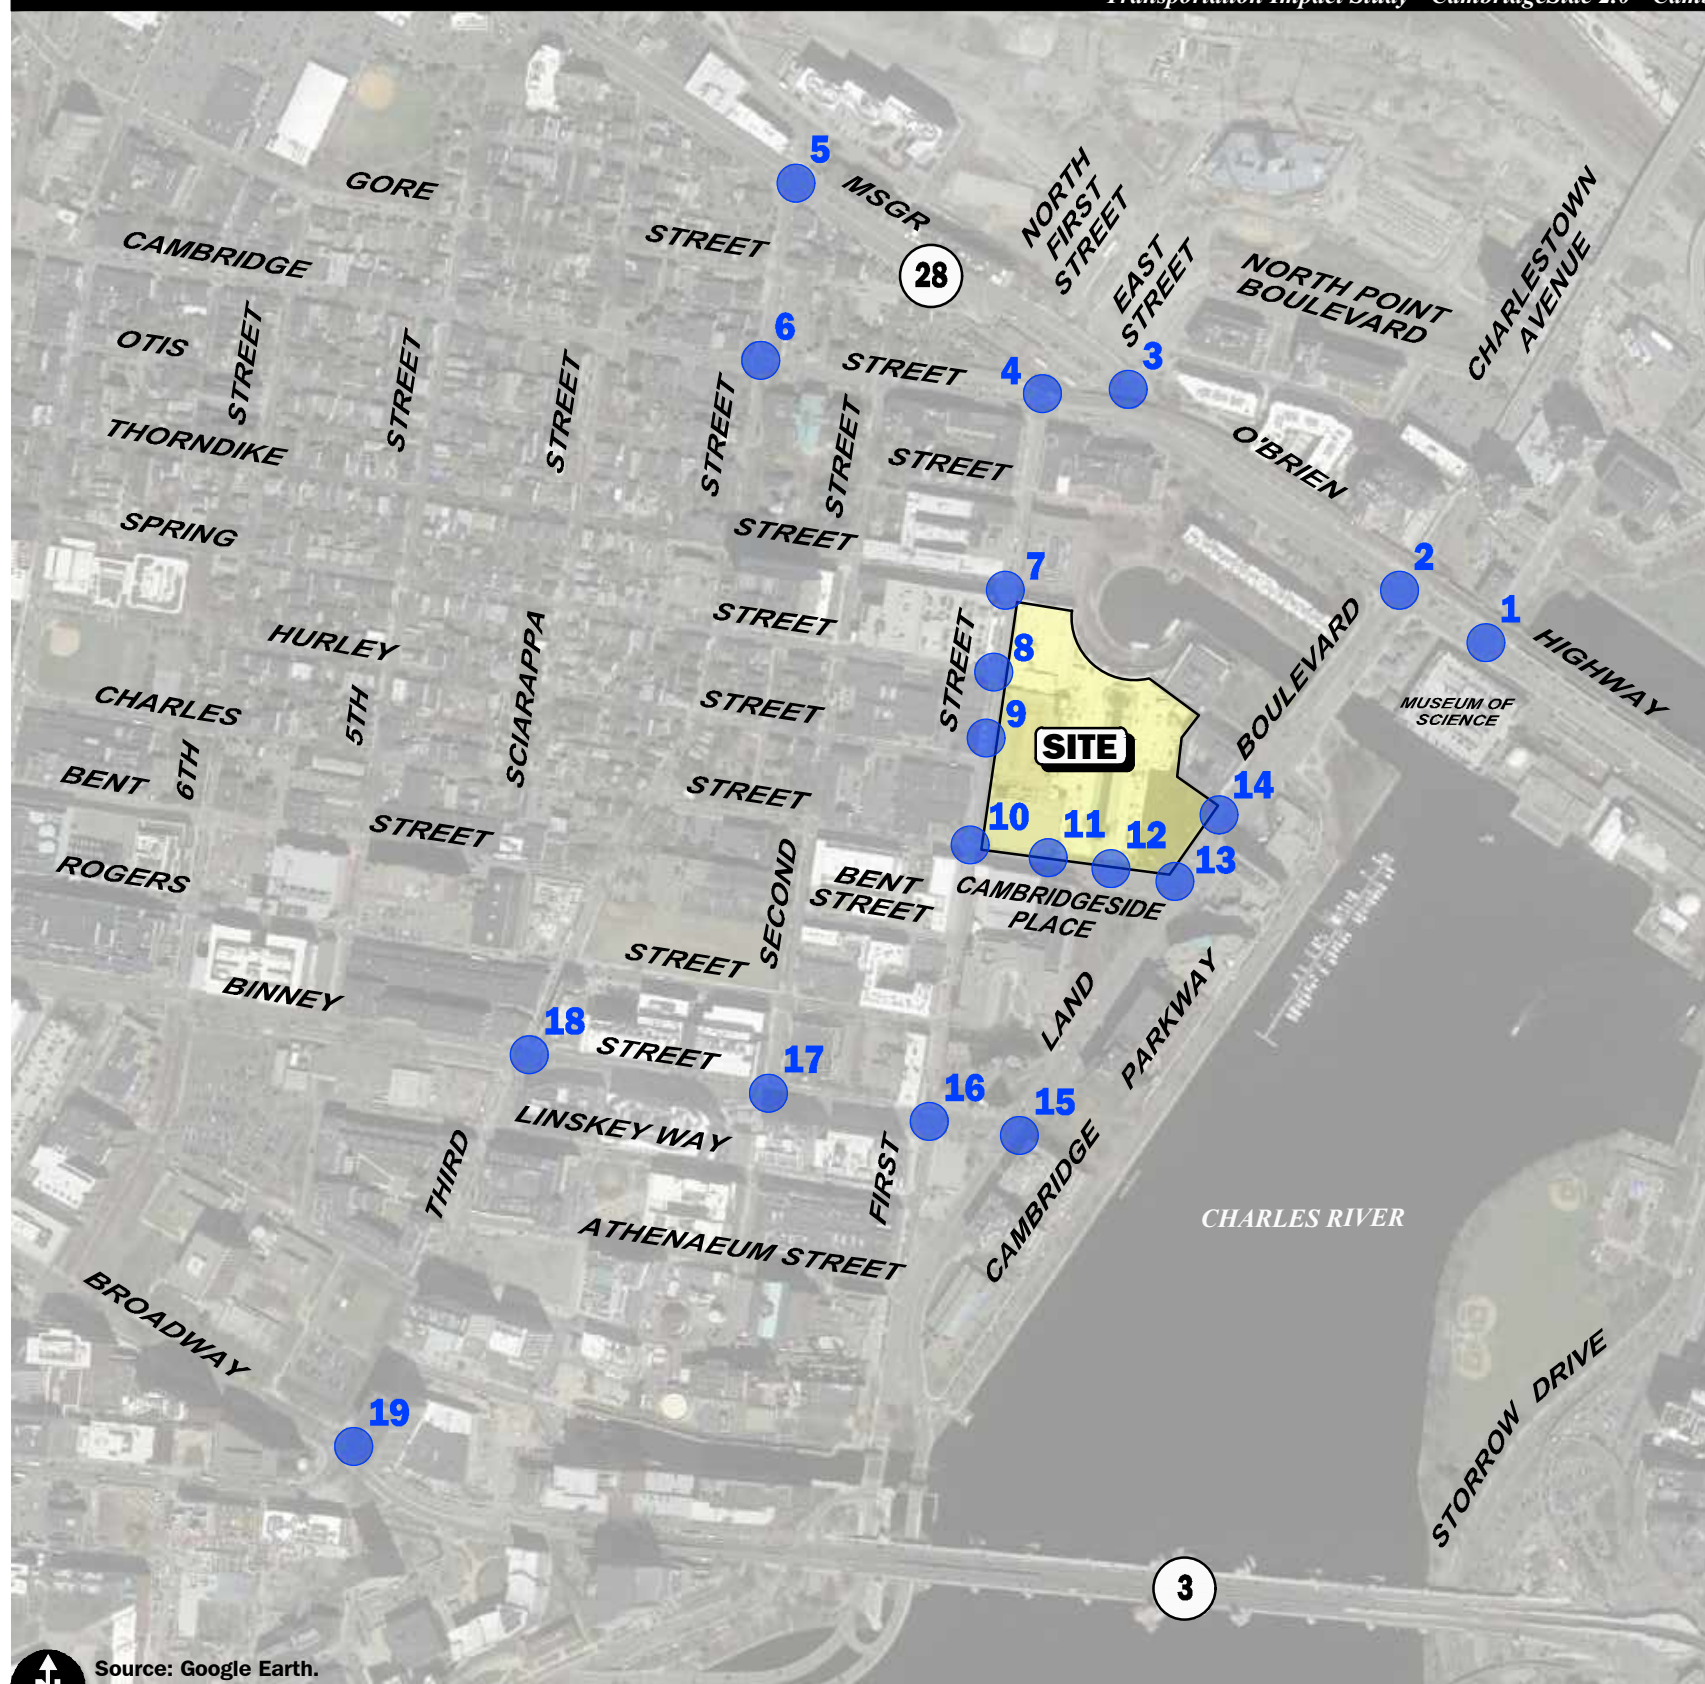 Transportation Impact Study
5
GORE
MSGR
NORTH
FIRST
STREET
CHARLESTOWN
AVENUE
CAMBRIDGE
STREET
28
EAST
STREET
NORTH POINT
BOULEVARD
OTIS
STREET
STREET
STREET
6
STREET
4
3
THORNDIKE
STREET
STREET
STREET
O'BRIEN
SPRING
STREET
2
7
1
HURLEY
SCIARAPPA
STREET
STREET
8
BOULEVARD
HIGHWAY
CHARLES
5TH
STREET
9
SITE
MUSEUM OF
SCIENCE
BENT
6TH
STREET
14
STREET
10
11
12
13
ROGERS
SECOND
BENT
STREET
CAMBRIDGESIDE
PLACE
STREET
BINNEY
LAND
PARKWAY
18
STREET
17
16
15
LINSKEY WAY
THIRD
FIRST
CAMBRIDGE
CHARLES RIVER
ATHENAEUM STREET
BROADWAY
STORROW DRIVE
19
3
N
Source: Google Earth.